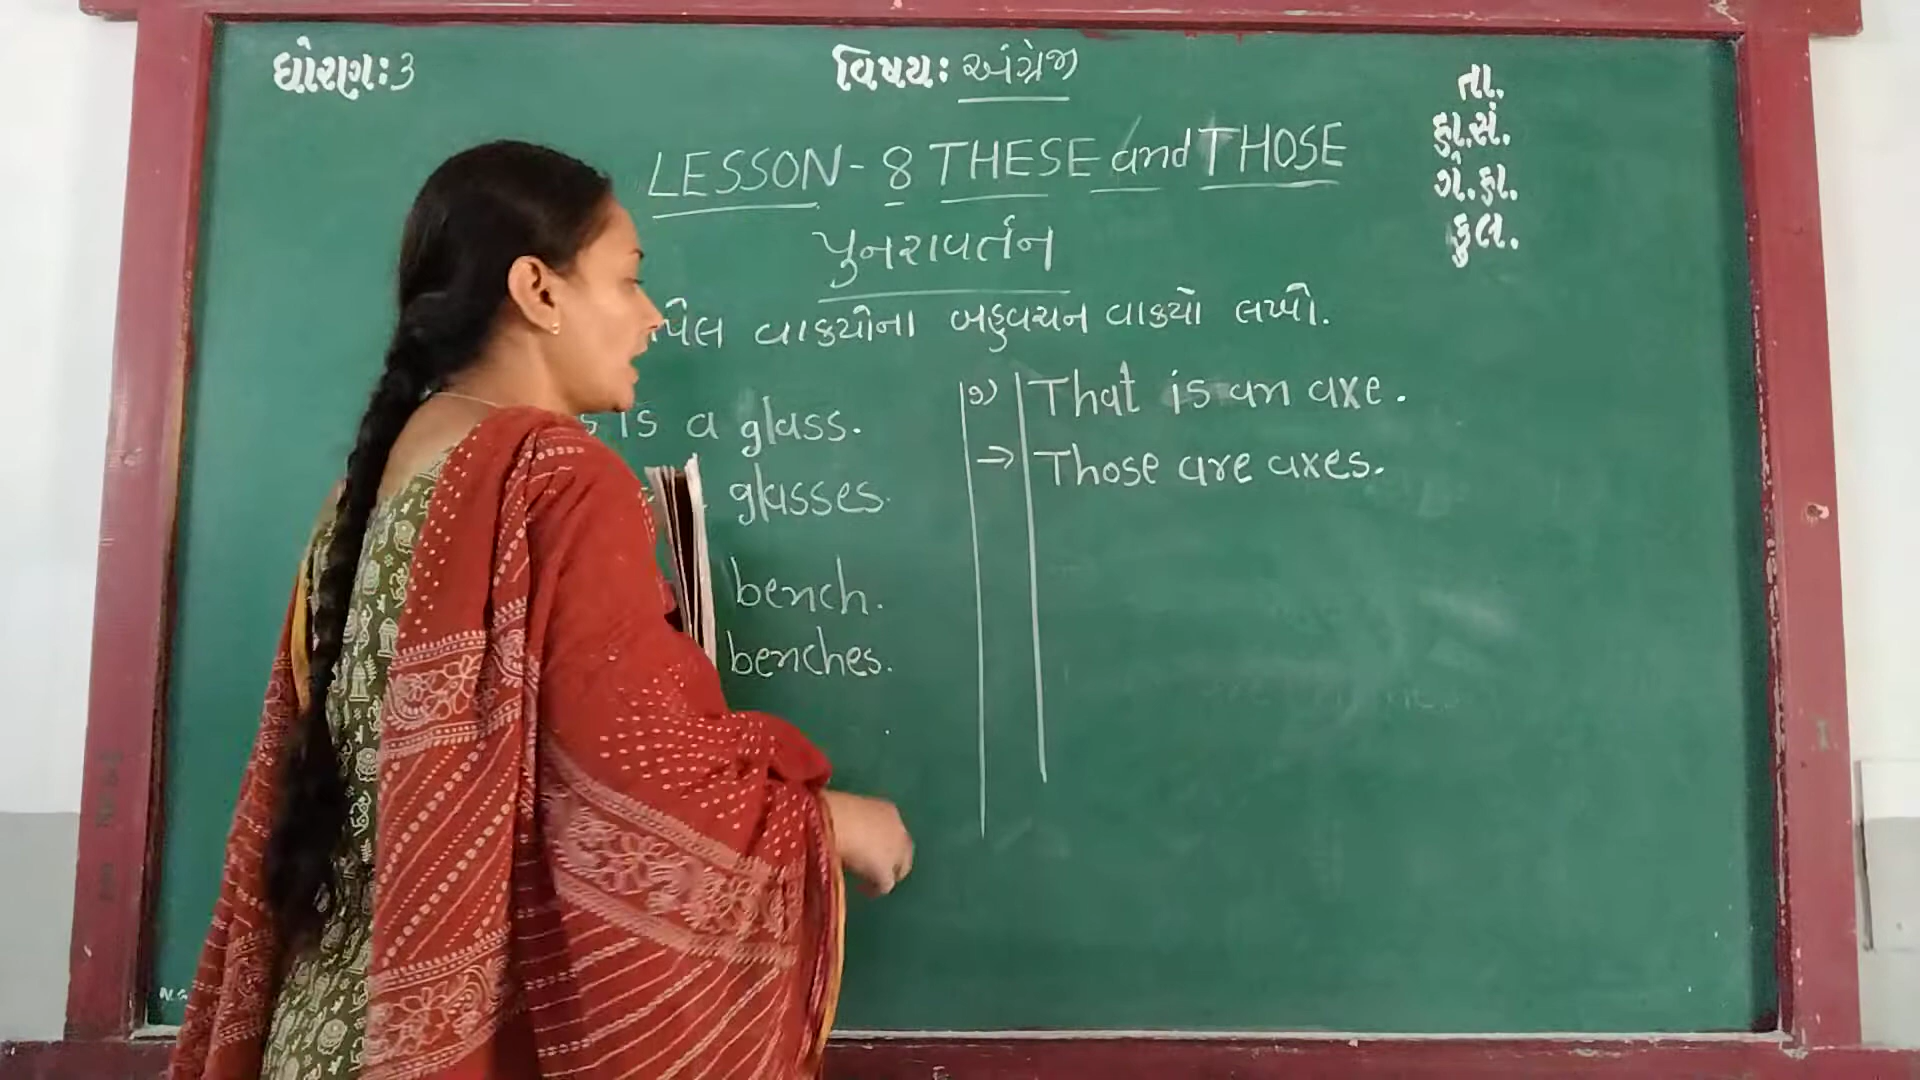 ધોરણ: 3
વિષય: અંગ્રેજી
તા.
હા.સં.
ગે.હા.
કુલ.
LESSON - 8 THESE and THOSE
પુનરાવર્તન
વાક્યોના બહુવચન વાક્યો લખો.
is a glass.
glasses.
bench.
benches.
૭) That is an axe.
→ Those are axes.